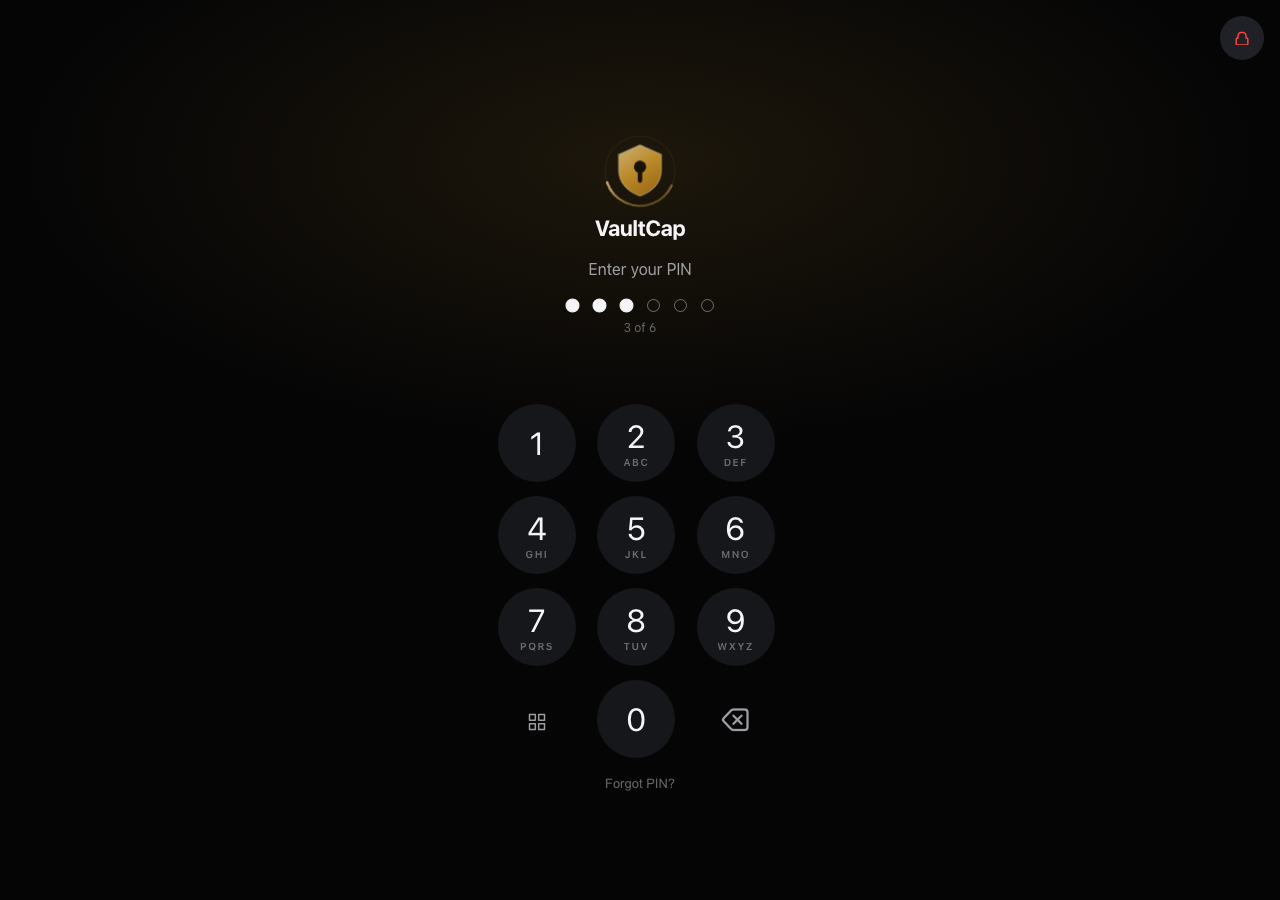 VaultCap
Enter your PIN
3 of 6
1
2
ABC
3
DEF
4
GHI
5
JKL
6
MNO
7
PQRS
8
TUV
9
WXYZ
0
Forgot PIN?